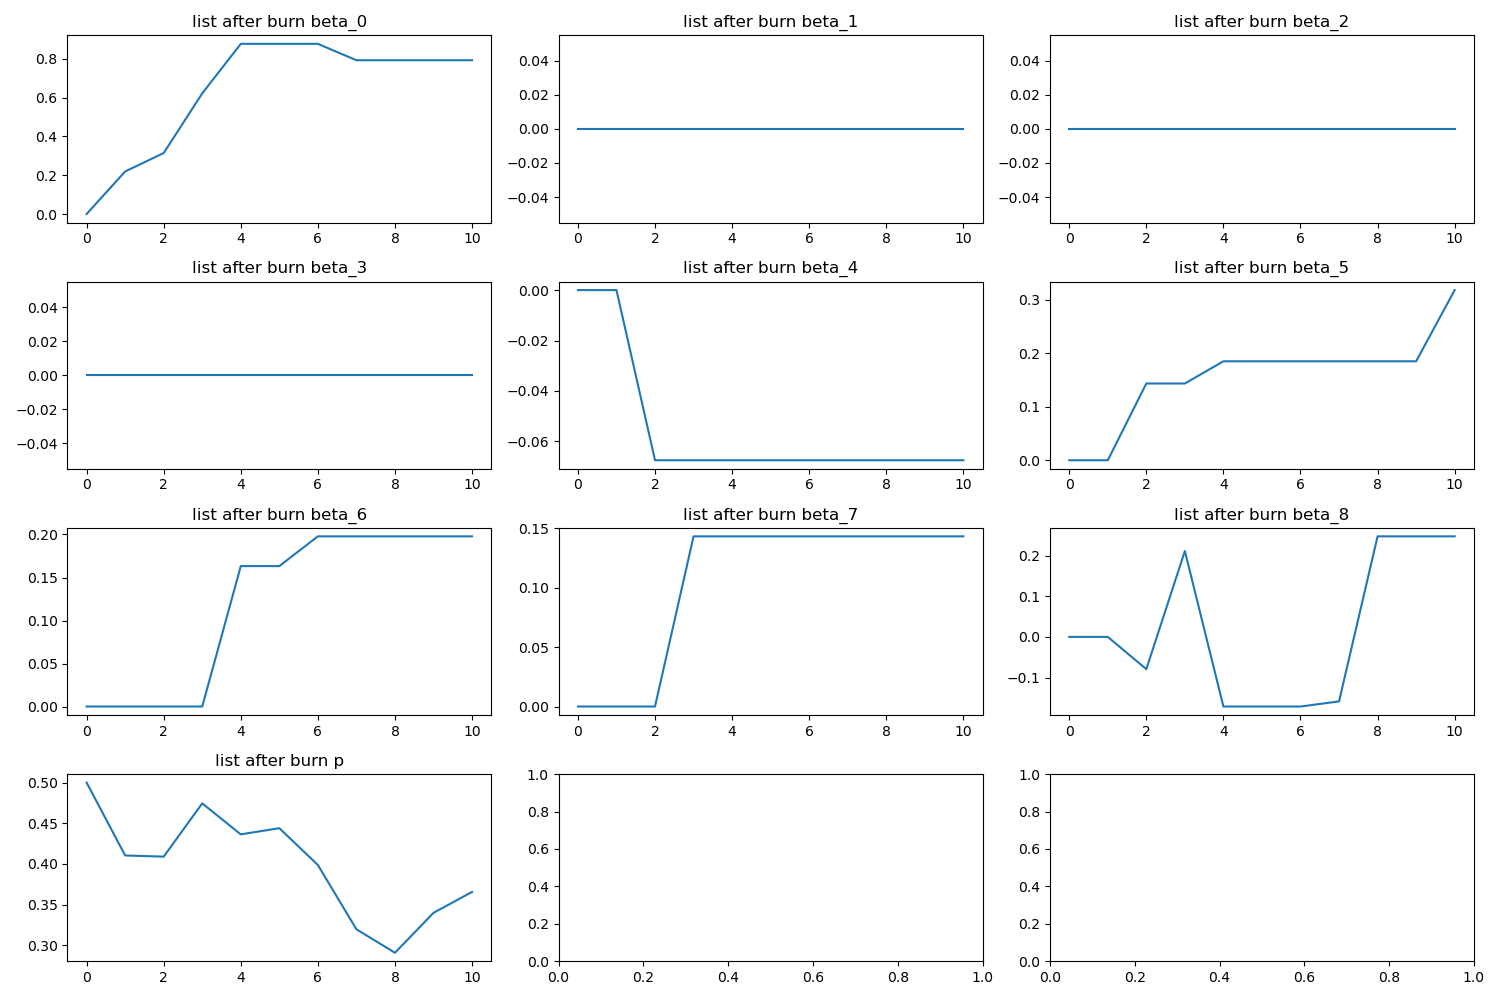 list after burn beta_0
list after burn beta_1
list after burn beta_2
0.8
0.6
0.4
0.2
0.0
0 2 4 6 8 10
0.04
0.02
0.00
−0.02
−0.04
0 2 4 6 8 10
0.04
0.02
0.00
−0.02
−0.04
0 2 4 6 8 10
list after burn beta_3
list after burn beta_4
list after burn beta_5
0.04
0.02
0.00
−0.02
−0.04
0 2 4 6 8 10
0.00
−0.02
−0.04
−0.06
0 2 4 6 8 10
0.3
0.2
0.1
0.0
0 2 4 6 8 10
list after burn beta_6
list after burn beta_7
list after burn beta_8
0.20
0.15
0.10
0.05
0.00
0 2 4 6 8 10
0.15
0.10
0.05
0.00
0 2 4 6 8 10
0.2
0.1
0.0
−0.1
0 2 4 6 8 10
list after burn p
0.50
0.45
0.40
0.35
0.30
0 2 4 6 8 10
1.0
0.8
0.6
0.4
0.2
0.0
0.0 0.2 0.4 0.6 0.8 1.0
1.0
0.8
0.6
0.4
0.2
0.0
0.0 0.2 0.4 0.6 0.8 1.0